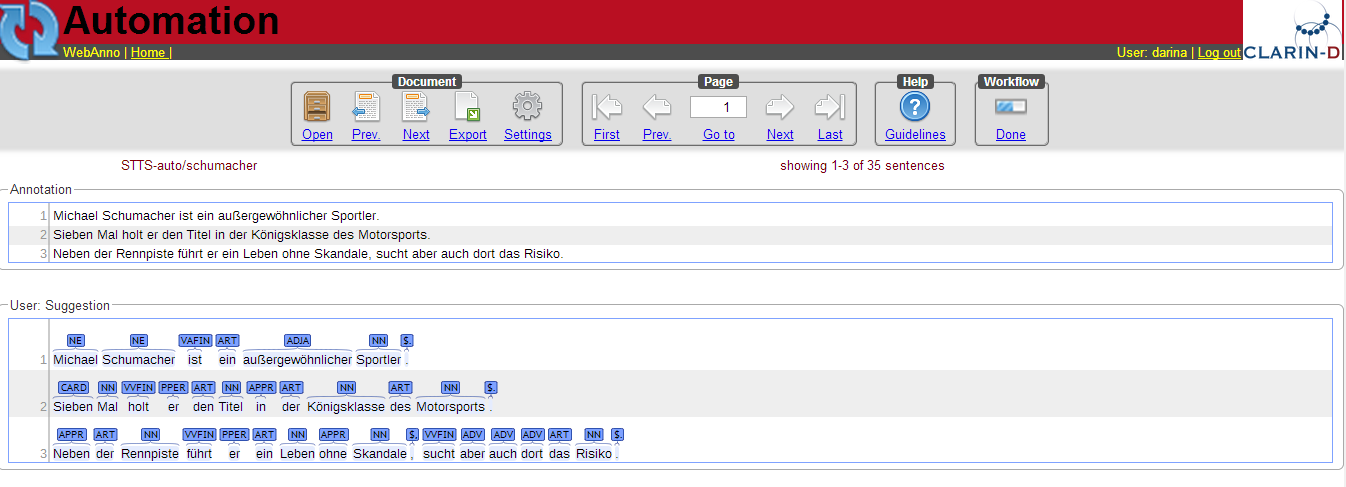 Automation
WebAnno | Home |
User: darina | Log out
CLARIN-D
Document
Page
Help
Workflow
1
Open Prev. Next Export Settings
First Prev. Go to Next Last
Guidelines
Done
STTS-auto/schumacher
showing 1-3 of 35 sentences
Annotation
1 Michael Schumacher ist ein außergewöhnlicher Sportler.
2 Sieben Mal holt er den Titel in der Königsklasse des Motorsports.
3 Neben der Rennpiste führt er ein Leben ohne Skandale, sucht aber auch dort das Risiko.
User: Suggestion
NE NE VAFIN ART ADJA NN $.
1 Michael Schumacher ist ein außergewöhnlicher Sportler .
CARD NN VVFIN PPER ART NN APPR ART NN ART NN $.
2 Sieben Mal holt er den Titel in der Königsklasse des Motorsports .
APPR ART NN VVFIN PPER ART NN APPR NN $, VVFIN ADV ADV ADV ART NN $.
3 Neben der Rennpiste führt er ein Leben ohne Skandale , sucht aber auch dort das Risiko .